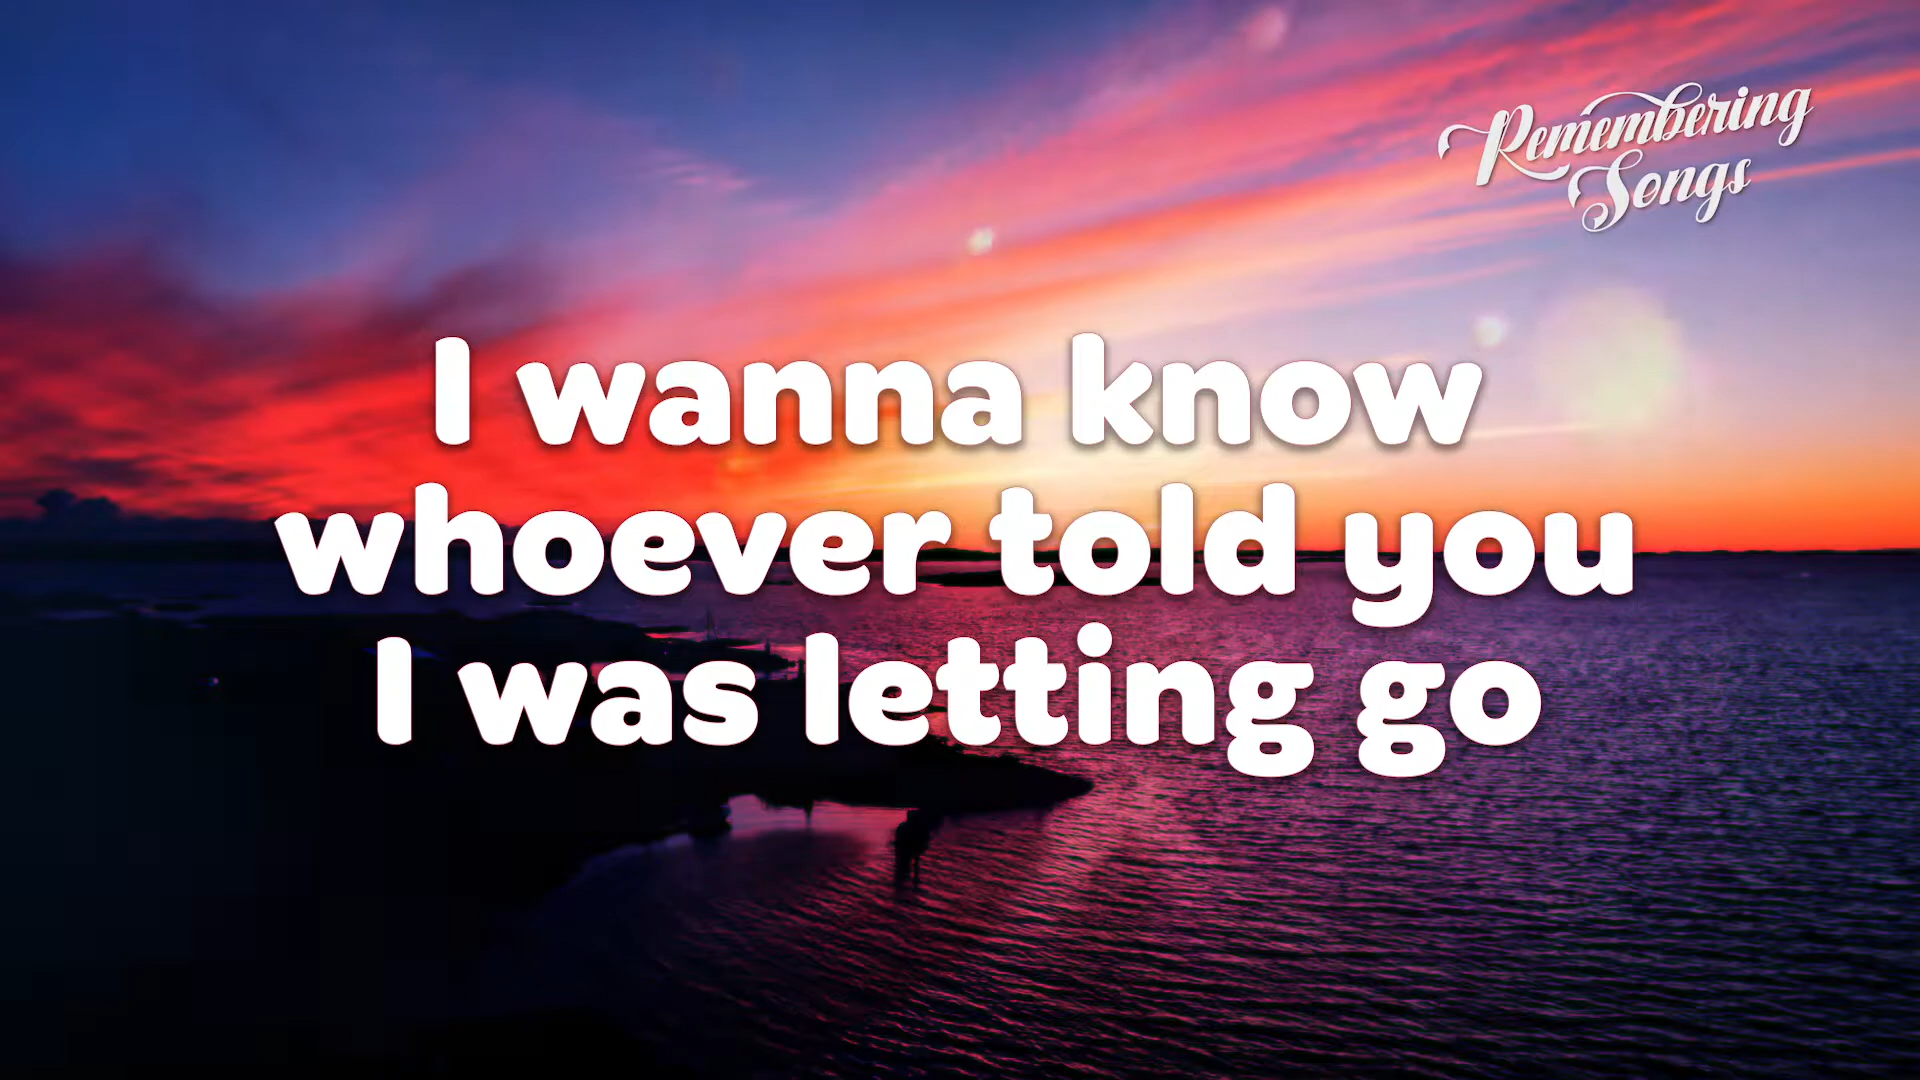 Remembering
Songs
I wanna know
whoever told you
I was letting go